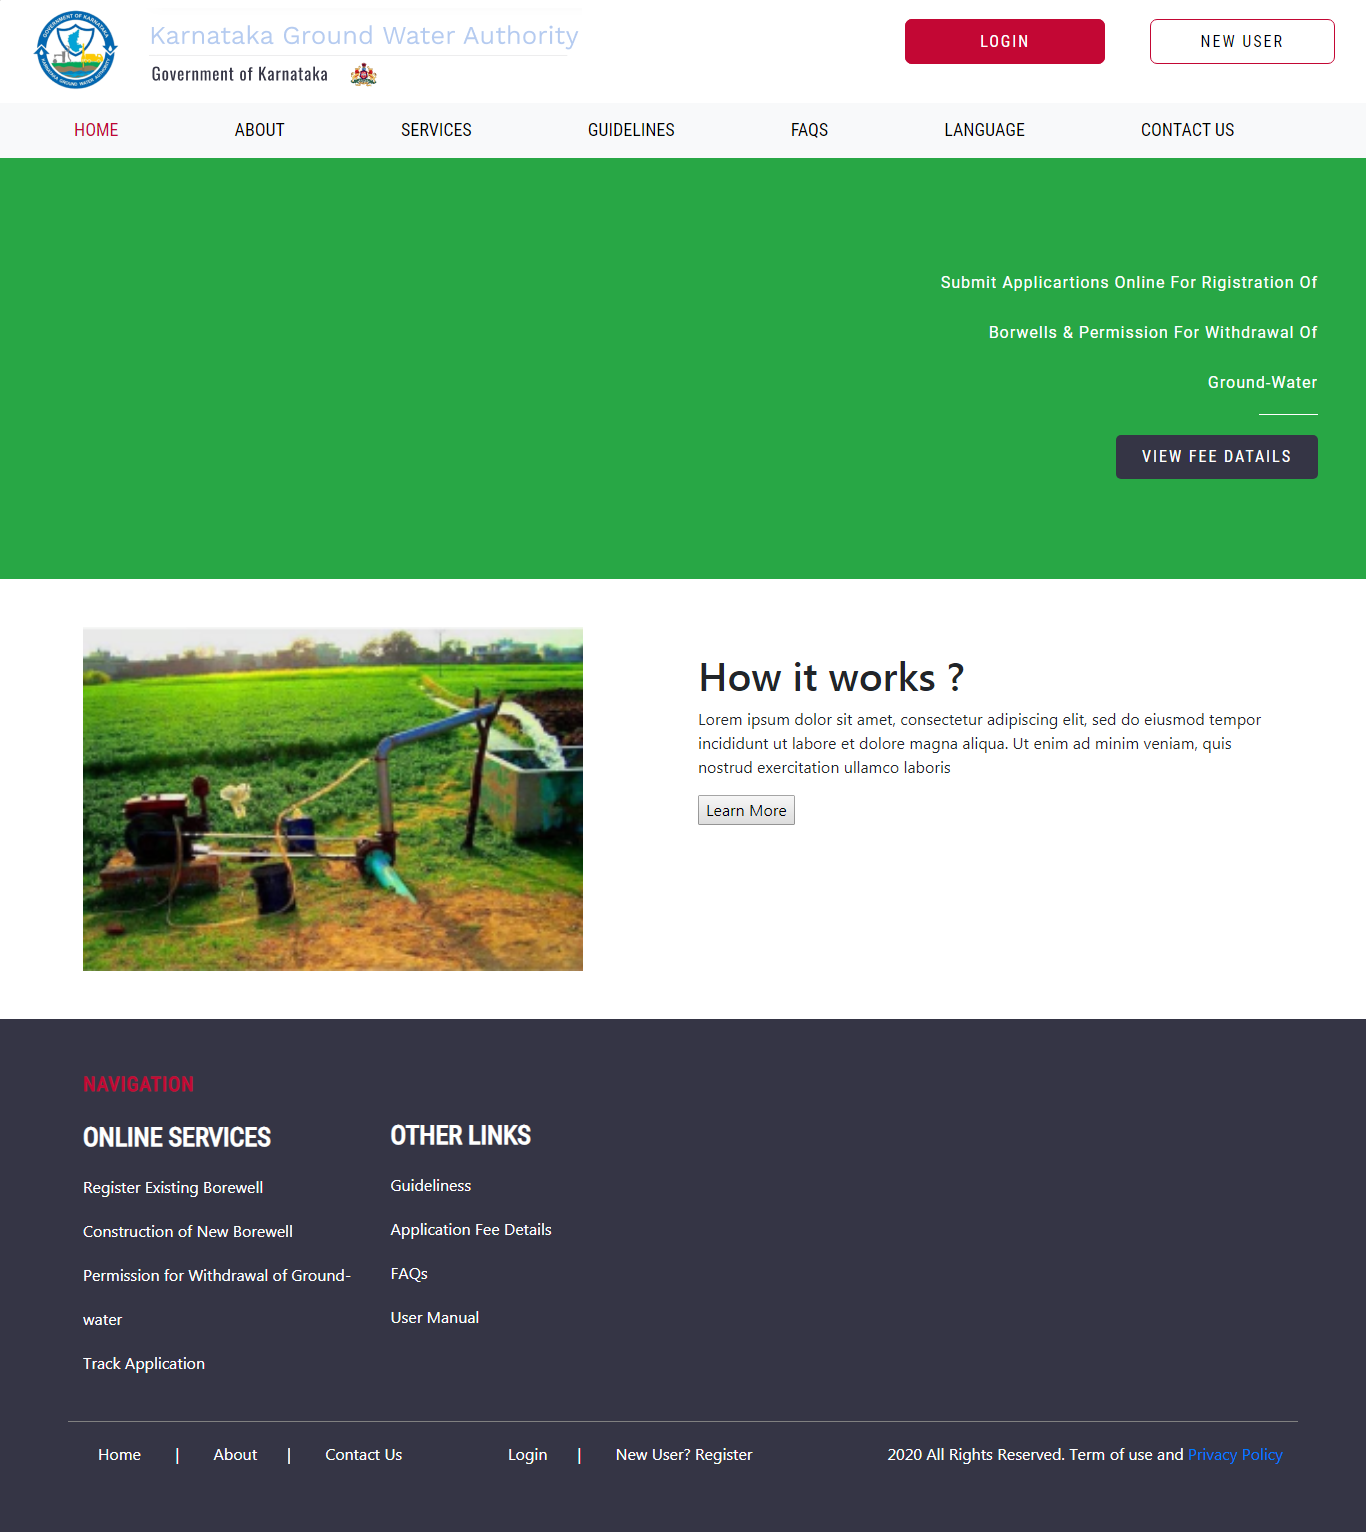 Karnataka Ground Water Authority
Government of Karnataka
LOGIN
NEW USER
HOME
ABOUT
SERVICES
GUIDELINES
FAQS
LANGUAGE
CONTACT US
Submit Applicartions Online For Rigistration Of
Borwells & Permission For Withdrawal Of
Ground-Water
VIEW FEE DATAILS
How it works ?
Lorem ipsum dolor sit amet, consectetur adipiscing elit, sed do eiusmod tempor
incididunt ut labore et dolore magna aliqua. Ut enim ad minim veniam, quis
nostrud exercitation ullamco laboris
Learn More
NAVIGATION
ONLINE SERVICES
Register Existing Borewell
Construction of New Borewell
Permission for Withdrawal of Ground-
water
Track Application
OTHER LINKS
Guideliness
Application Fee Details
FAQs
User Manual
Home | About | Contact Us
Login | New User? Register
2020 All Rights Reserved. Term of use and Privacy Policy